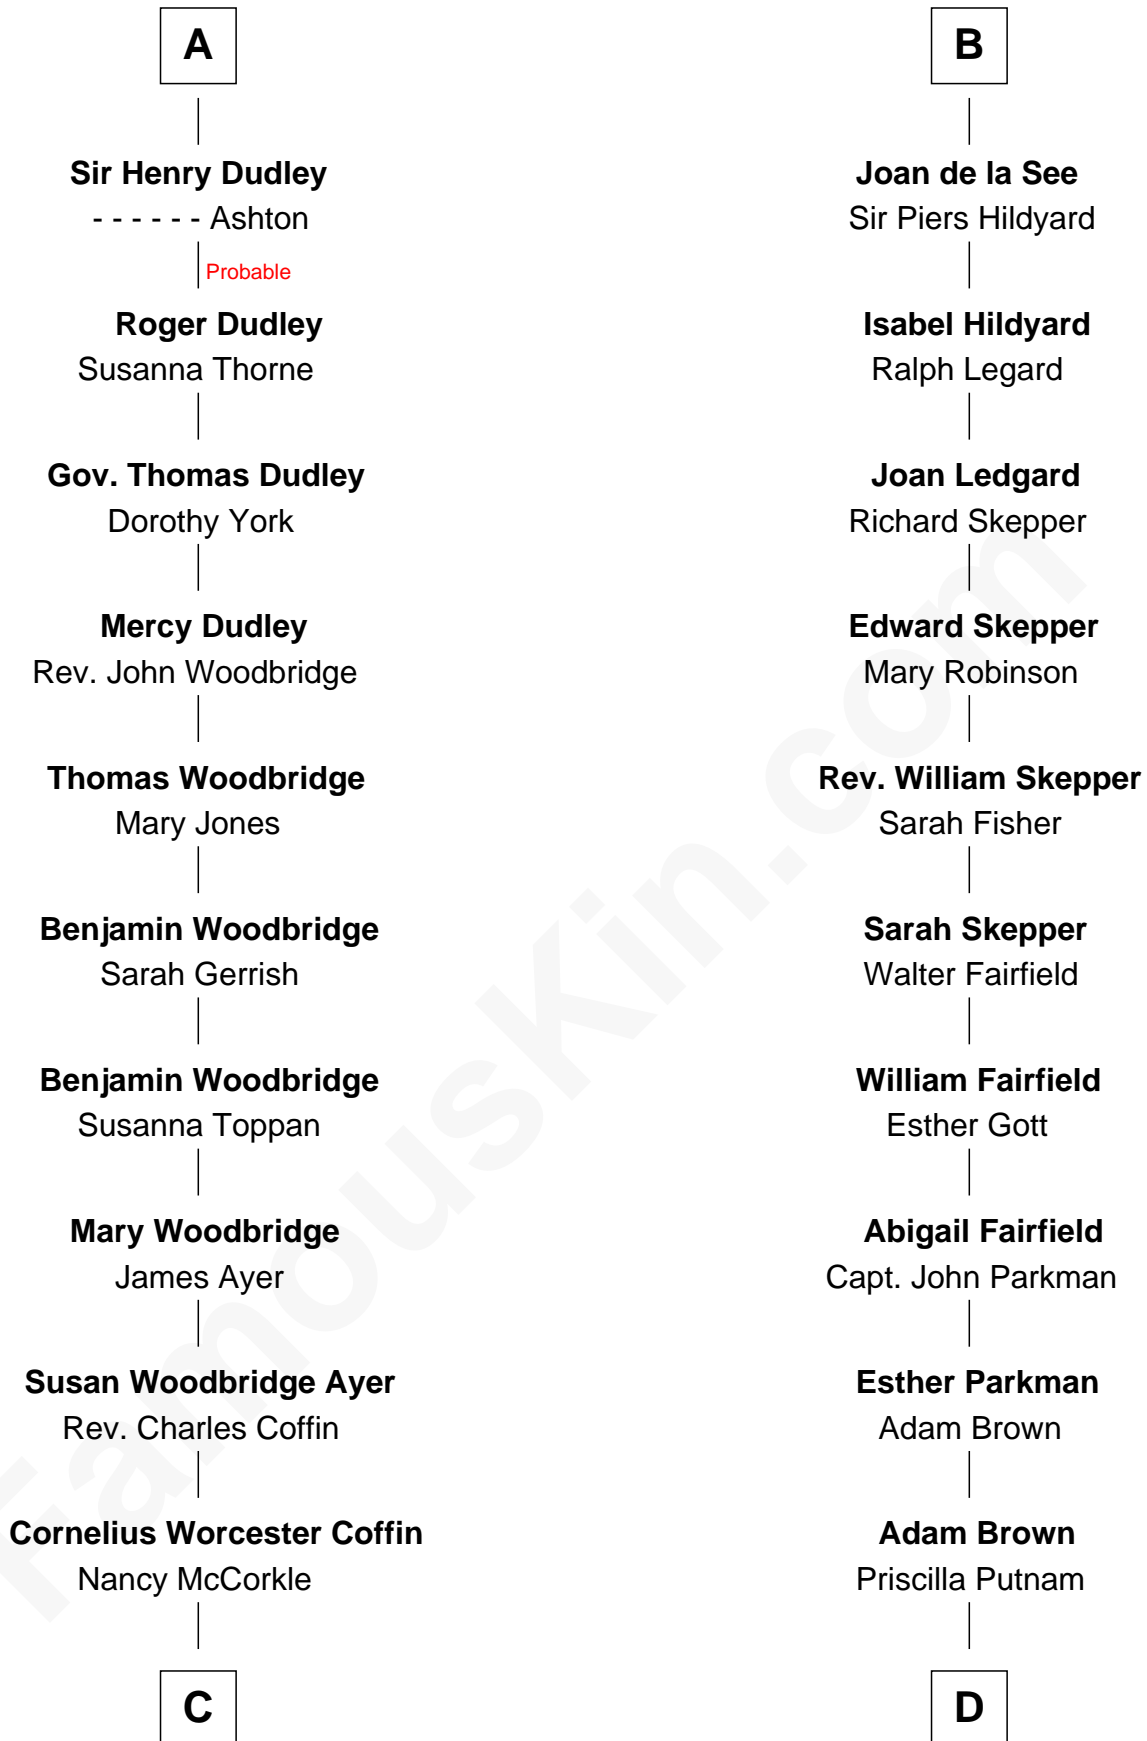 A
Sir Henry Dudley
- - - - - - Ashton
Probable
Roger Dudley
Susanna Thorne
Gov. Thomas Dudley
Dorothy York
Mercy Dudley
Rev. John Woodbridge
Thomas Woodbridge
Mary Jones
Benjamin Woodbridge
Sarah Gerrish
Benjamin Woodbridge
Susanna Toppan
Mary Woodbridge
James Ayer
Susan Woodbridge Ayer
Rev. Charles Coffin
Cornelius Worcester Coffin
Nancy McCorkle
C
B
Joan de la See
Sir Piers Hildyard
Isabel Hildyard
Ralph Legard
Joan Ledgard
Richard Skepper
Edward Skepper
Mary Robinson
Rev. William Skepper
Sarah Fisher
Sarah Skepper
Walter Fairfield
William Fairfield
Esther Gott
Abigail Fairfield
Capt. John Parkman
Esther Parkman
Adam Brown
Adam Brown
Priscilla Putnam
D
FamousKin.com